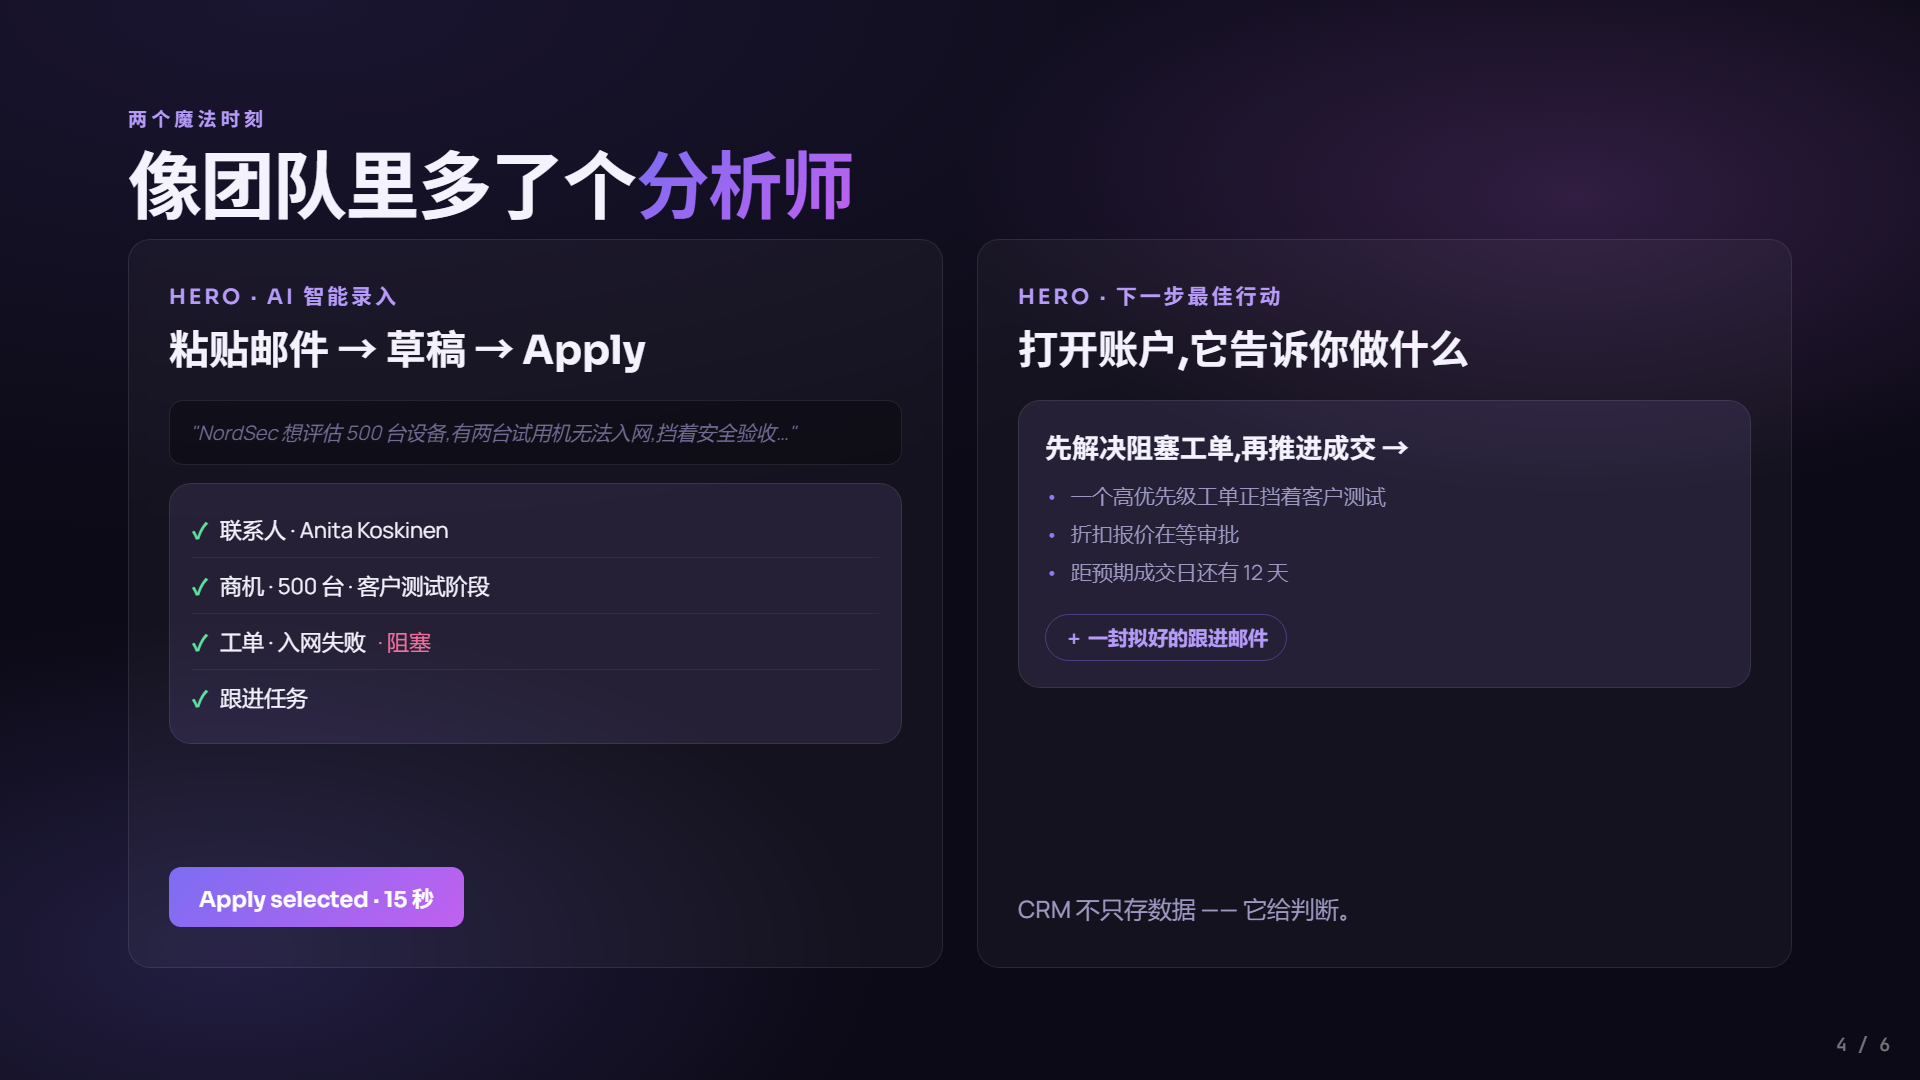 两个魔法时刻
像团队里多了个分析师
HERO · AI 智能录入
粘贴邮件 → 草稿 → Apply
"NordSec 想评估 500 台设备,有两台试用机无法入网,挡着安全验收..."
✓ 联系人 · Anita Koskinen
✓ 商机 · 500 台 · 客户测试阶段
✓ 工单 · 入网失败 · 阻塞
✓ 跟进任务
Apply selected · 15 秒
HERO · 下一步最佳行动
打开账户,它告诉你做什么
先解决阻塞工单,再推进成交 →
• 一个高优先级工单正挡着客户测试
• 折扣报价在等审批
• 距预期成交日还有 12 天
+ 一封拟好的跟进邮件
CRM 不只存数据 —— 它给判断。
4 / 6